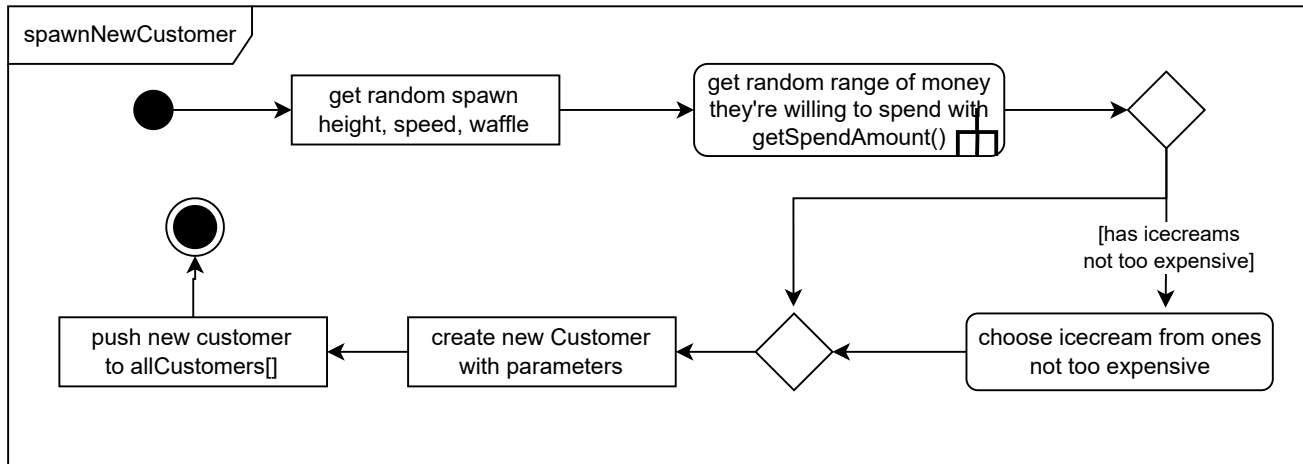 spawnNewCustomer
get random spawn
height, speed, waffle
get random range of money
they're willing to spend with
getSpendAmount()
[has icecreams
not too expensive]
choose icecream from ones
not too expensive
create new Customer
with parameters
push new customer
to allCustomers[]